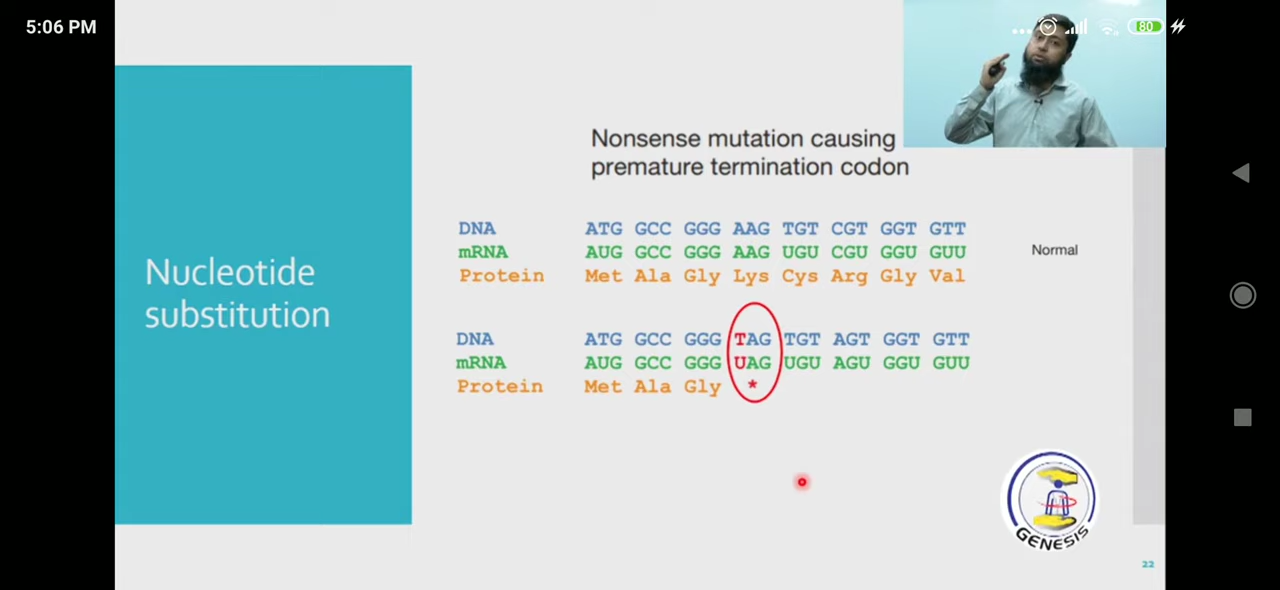 5:06 PM
80
Nonsense mutation causing
premature termination codon
Nucleotide
substitution
DNA ATG GCC GGG AAG TGT CGT GGT GTT
mRNA AUG GCC GGG AAG UGU CGU GGU GUU
Protein Met Ala Gly Lys Cys Arg Gly Val
Normal
DNA ATG GCC GGG TAG TGT AGT GGT GTT
mRNA AUG GCC GGG UAG UGU AGU GGU GUU
Protein Met Ala Gly *
GENESIS
22